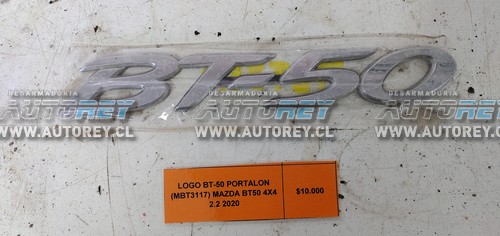 BT-50
DESARMADURIA DESARMADURIA DESARMADURIA
AUTOREY AUTOREY AUTOREY
WWW.AUTOREY.CL WWW.AUTOREY.CL WWW.AUTOREY.CL
LOGO BT-50 PORTALON
(MBT3117) MAZDA BT50 4X4
2.2 2020
$10.000